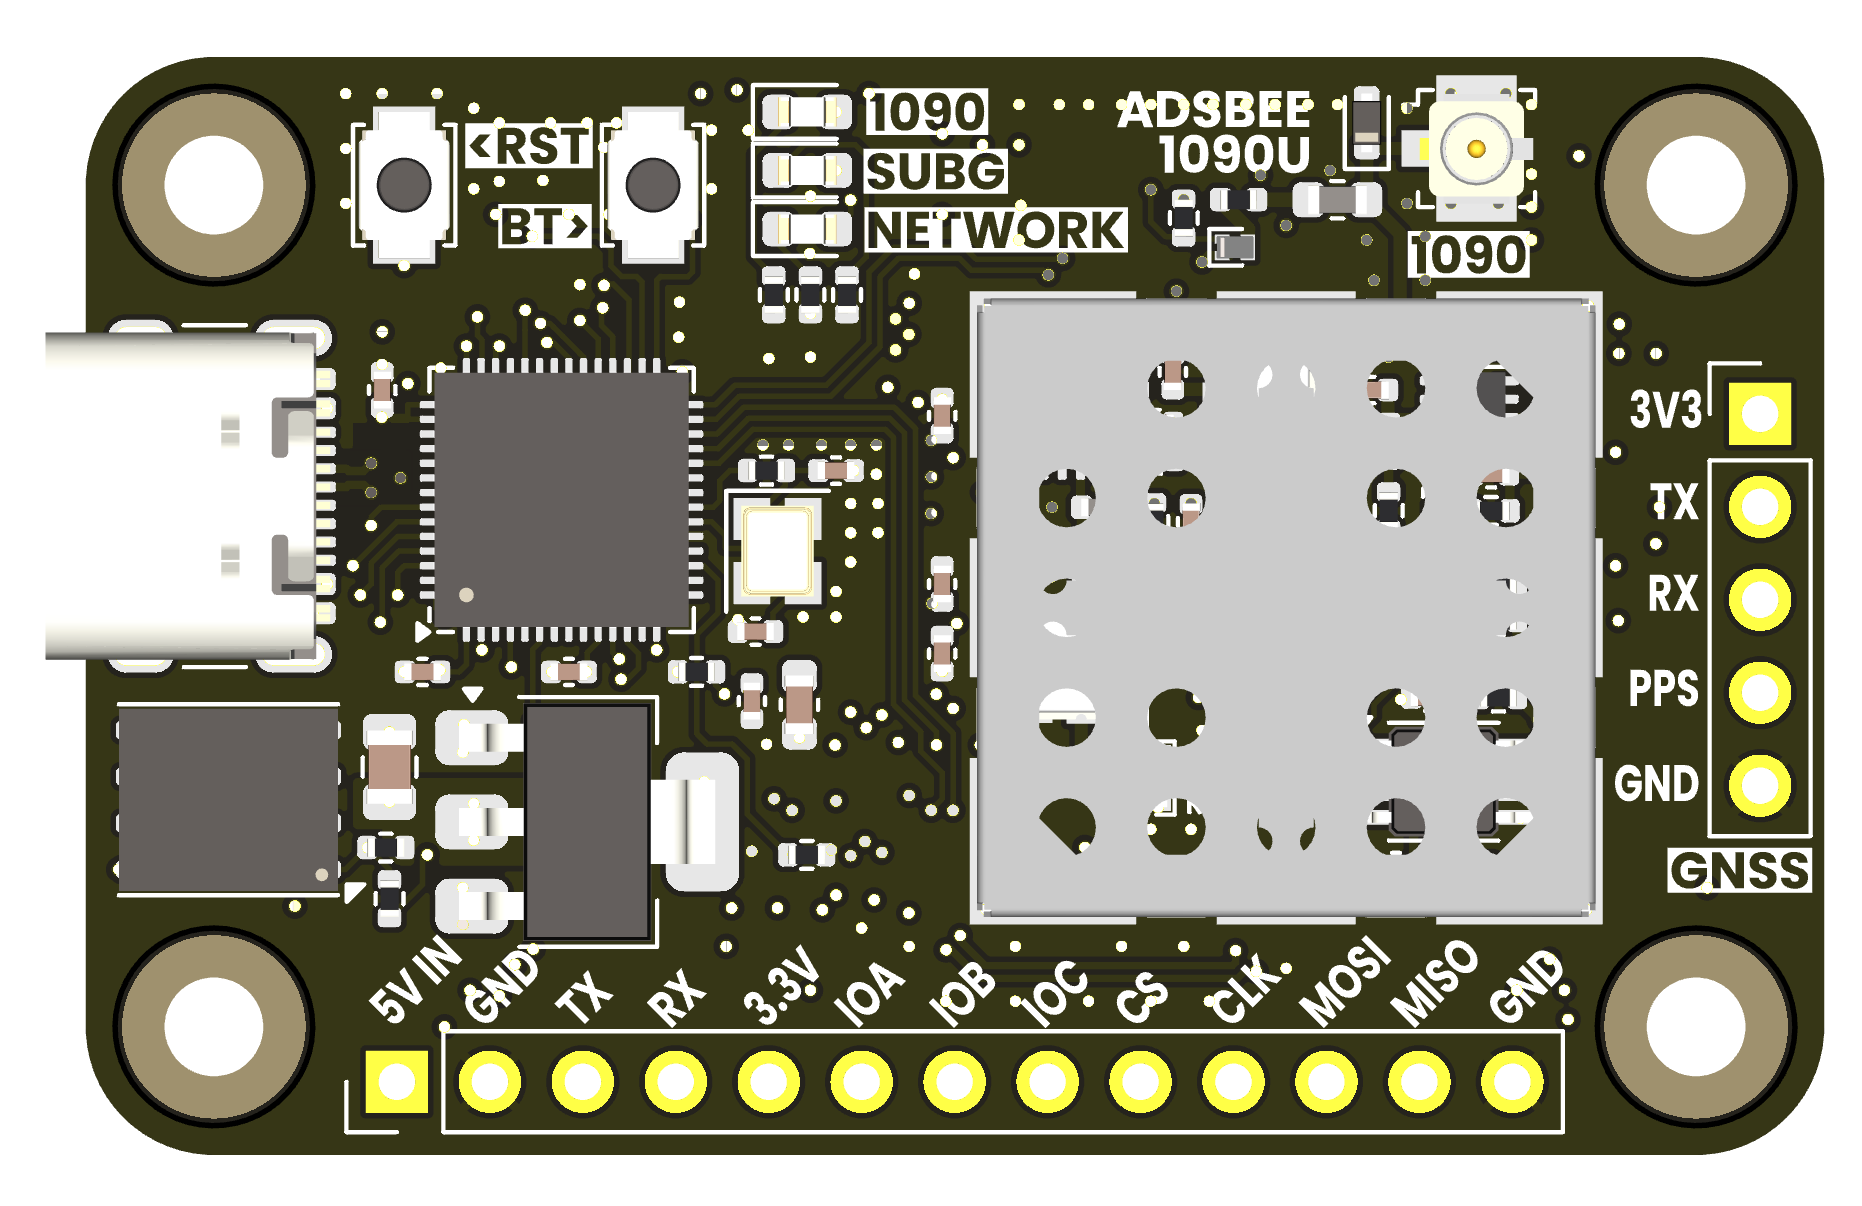 <RST
BT>
1090
SUBG
NETWORK
ADSBEE
1090U
1090
3V3
TX
RX
PPS
GND
GNSS
5V IN
GND
TX
RX
3.3V
IOA
IOB
IOC
CS
CLK
MOSI
MISO
GND